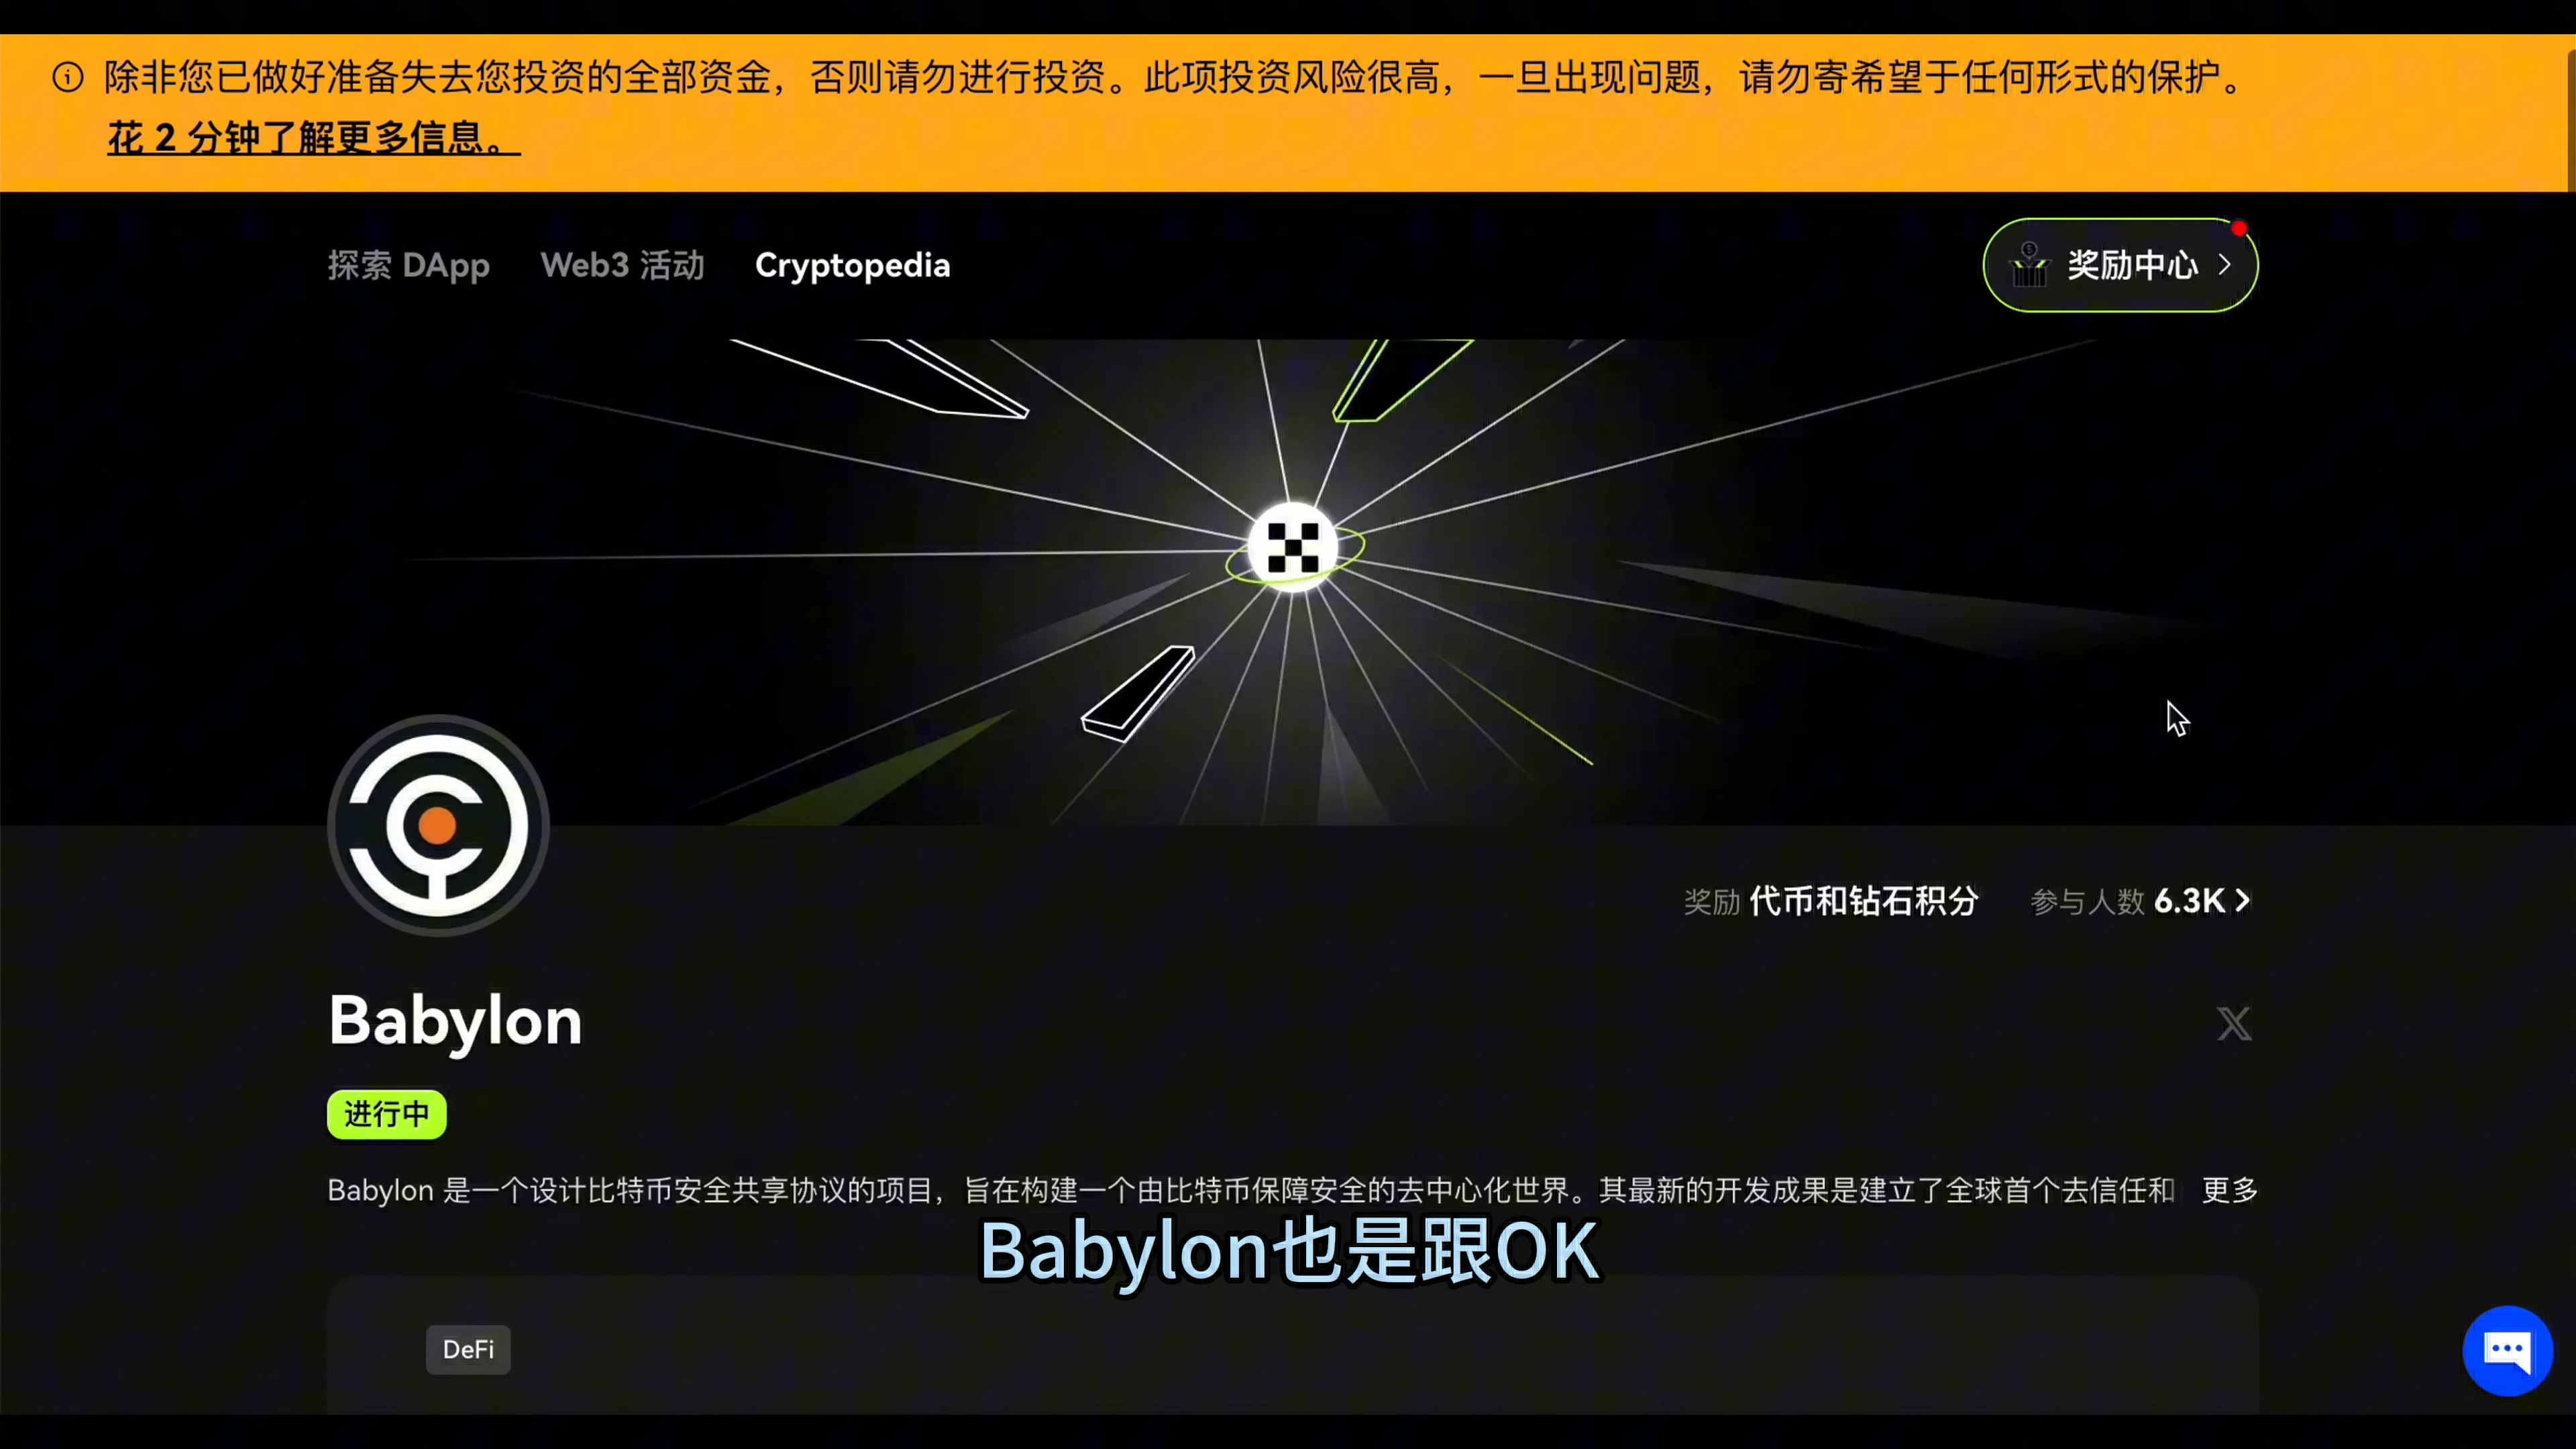 除非您已做好准备失去您投资的全部资金，否则请勿进行投资。此项投资风险很高，一旦出现问题，请勿寄希望于任何形式的保护。
花 2 分钟了解更多信息。
探索 DApp Web3 活动 Cryptopedia 奖励中心
奖励 代币和钻石积分 参与人数 6.3K
Babylon
进行中
Babylon 是一个设计比特币安全共享协议的项目，旨在构建一个由比特币保障安全的去中心化世界。其最新的开发成果是建立了全球首个去信任和 更多
Babylon也是跟OK
DeFi